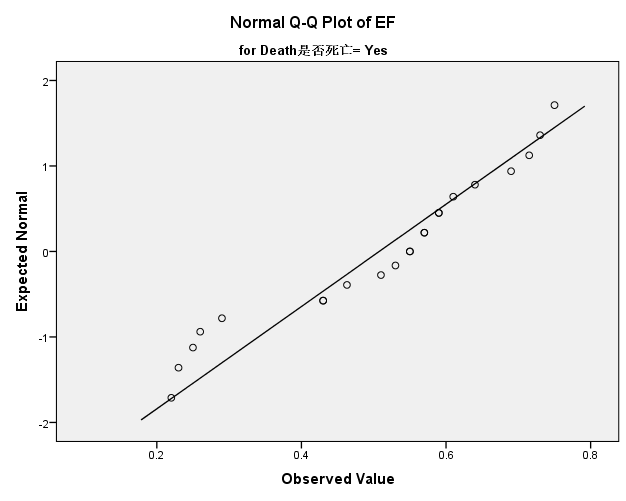 Normal Q-Q Plot of EF
for Death是否死亡= Yes
2
1
0
-1
-2
Expected Normal
0.2 0.4 0.6 0.8
Observed Value